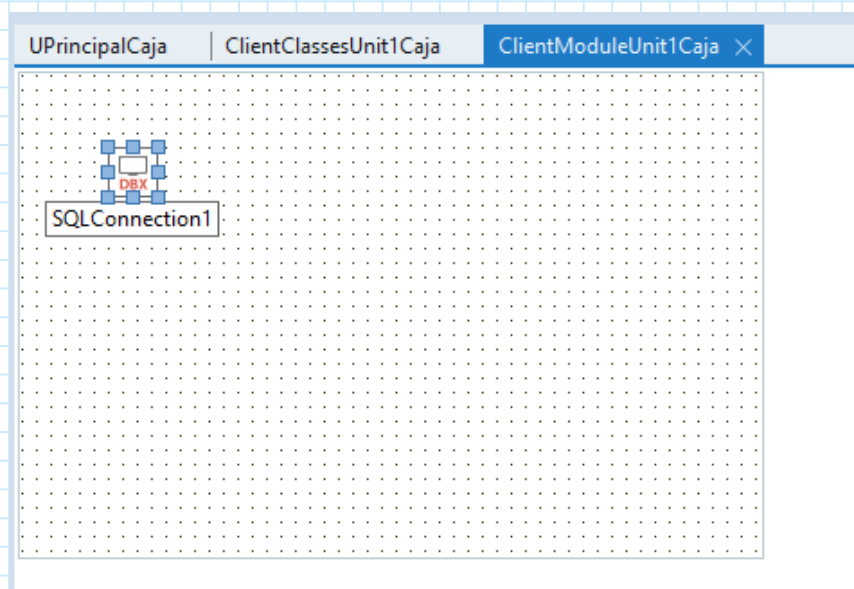 UPrincipalCaja
ClientClassesUnit1Caja
ClientModuleUnit1Caja
DBX
SQLConnection1